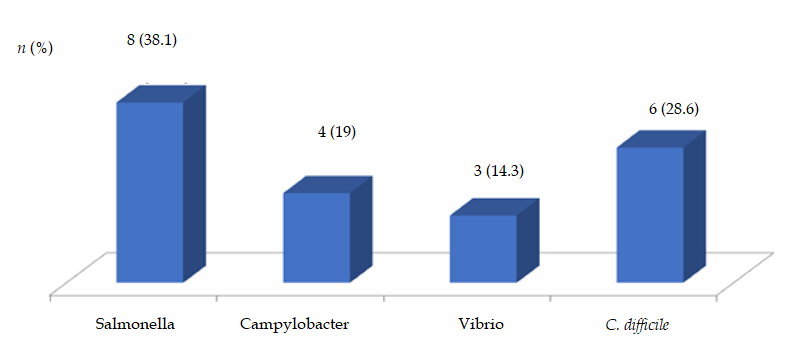 8 (38.1)
n (%)
6 (28.6)
4 (19)
3 (14.3)
Salmonella
Campylobacter
Vibrio
C. difficile